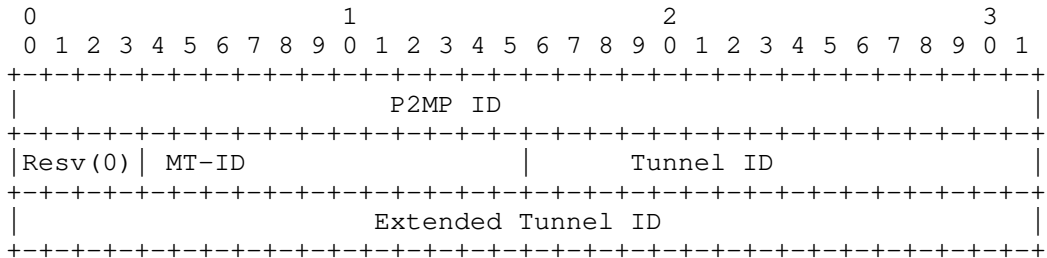 0                   1                   2                   3
 0 1 2 3 4 5 6 7 8 9 0 1 2 3 4 5 6 7 8 9 0 1 2 3 4 5 6 7 8 9 0 1
+-+-+-+-+-+-+-+-+-+-+-+-+-+-+-+-+-+-+-+-+-+-+-+-+-+-+-+-+-+-+-+-+
|                       P2MP ID                                 |
+-+-+-+-+-+-+-+-+-+-+-+-+-+-+-+-+-+-+-+-+-+-+-+-+-+-+-+-+-+-+-+-+
|Resv(0)| MT-ID                 |      Tunnel ID                |
+-+-+-+-+-+-+-+-+-+-+-+-+-+-+-+-+-+-+-+-+-+-+-+-+-+-+-+-+-+-+-+-+
|                      Extended Tunnel ID                       |
+-+-+-+-+-+-+-+-+-+-+-+-+-+-+-+-+-+-+-+-+-+-+-+-+-+-+-+-+-+-+-+-+